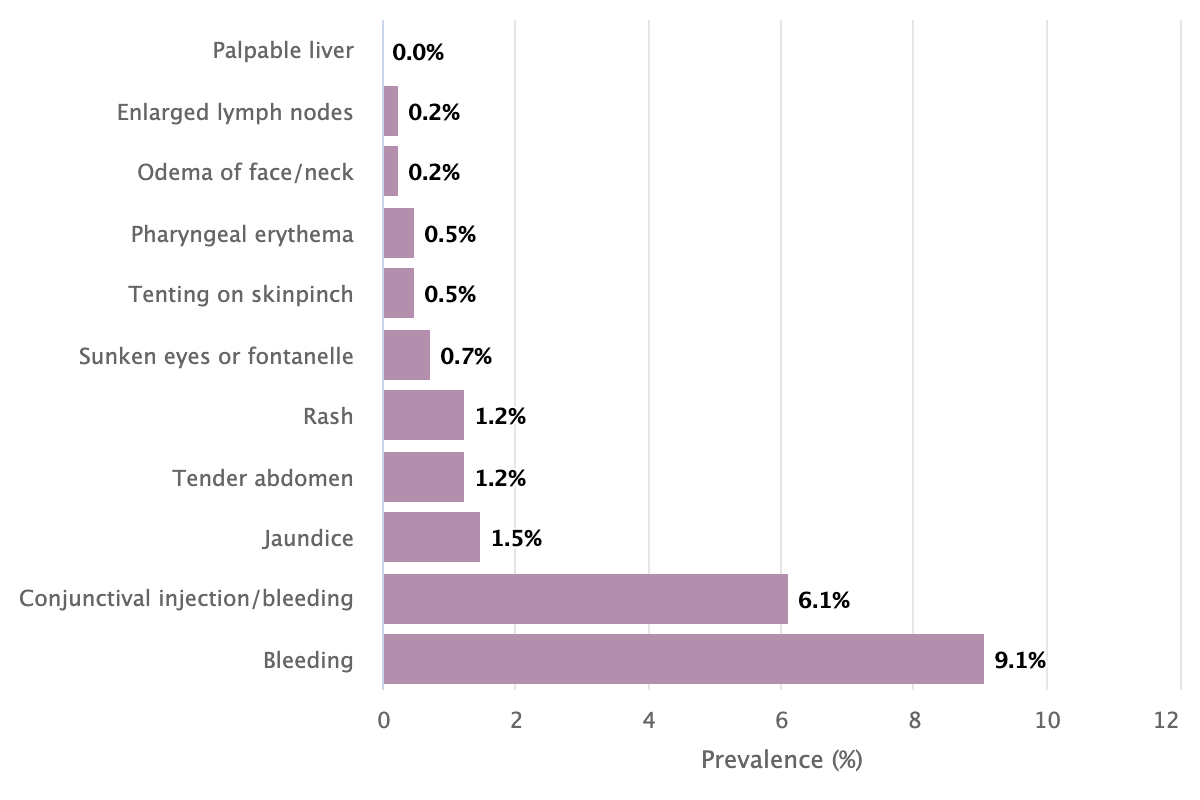 Palpable liver 0.0%
Enlarged lymph nodes 0.2%
Odema of face/neck 0.2%
Pharyngeal erythema 0.5%
Tenting on skinpinch 0.5%
Sunken eyes or fontanelle 0.7%
Rash 1.2%
Tender abdomen 1.2%
Jaundice 1.5%
Conjunctival injection/bleeding 6.1%
Bleeding 9.1%
0 2 4 6 8 10 12
Prevalence (%)